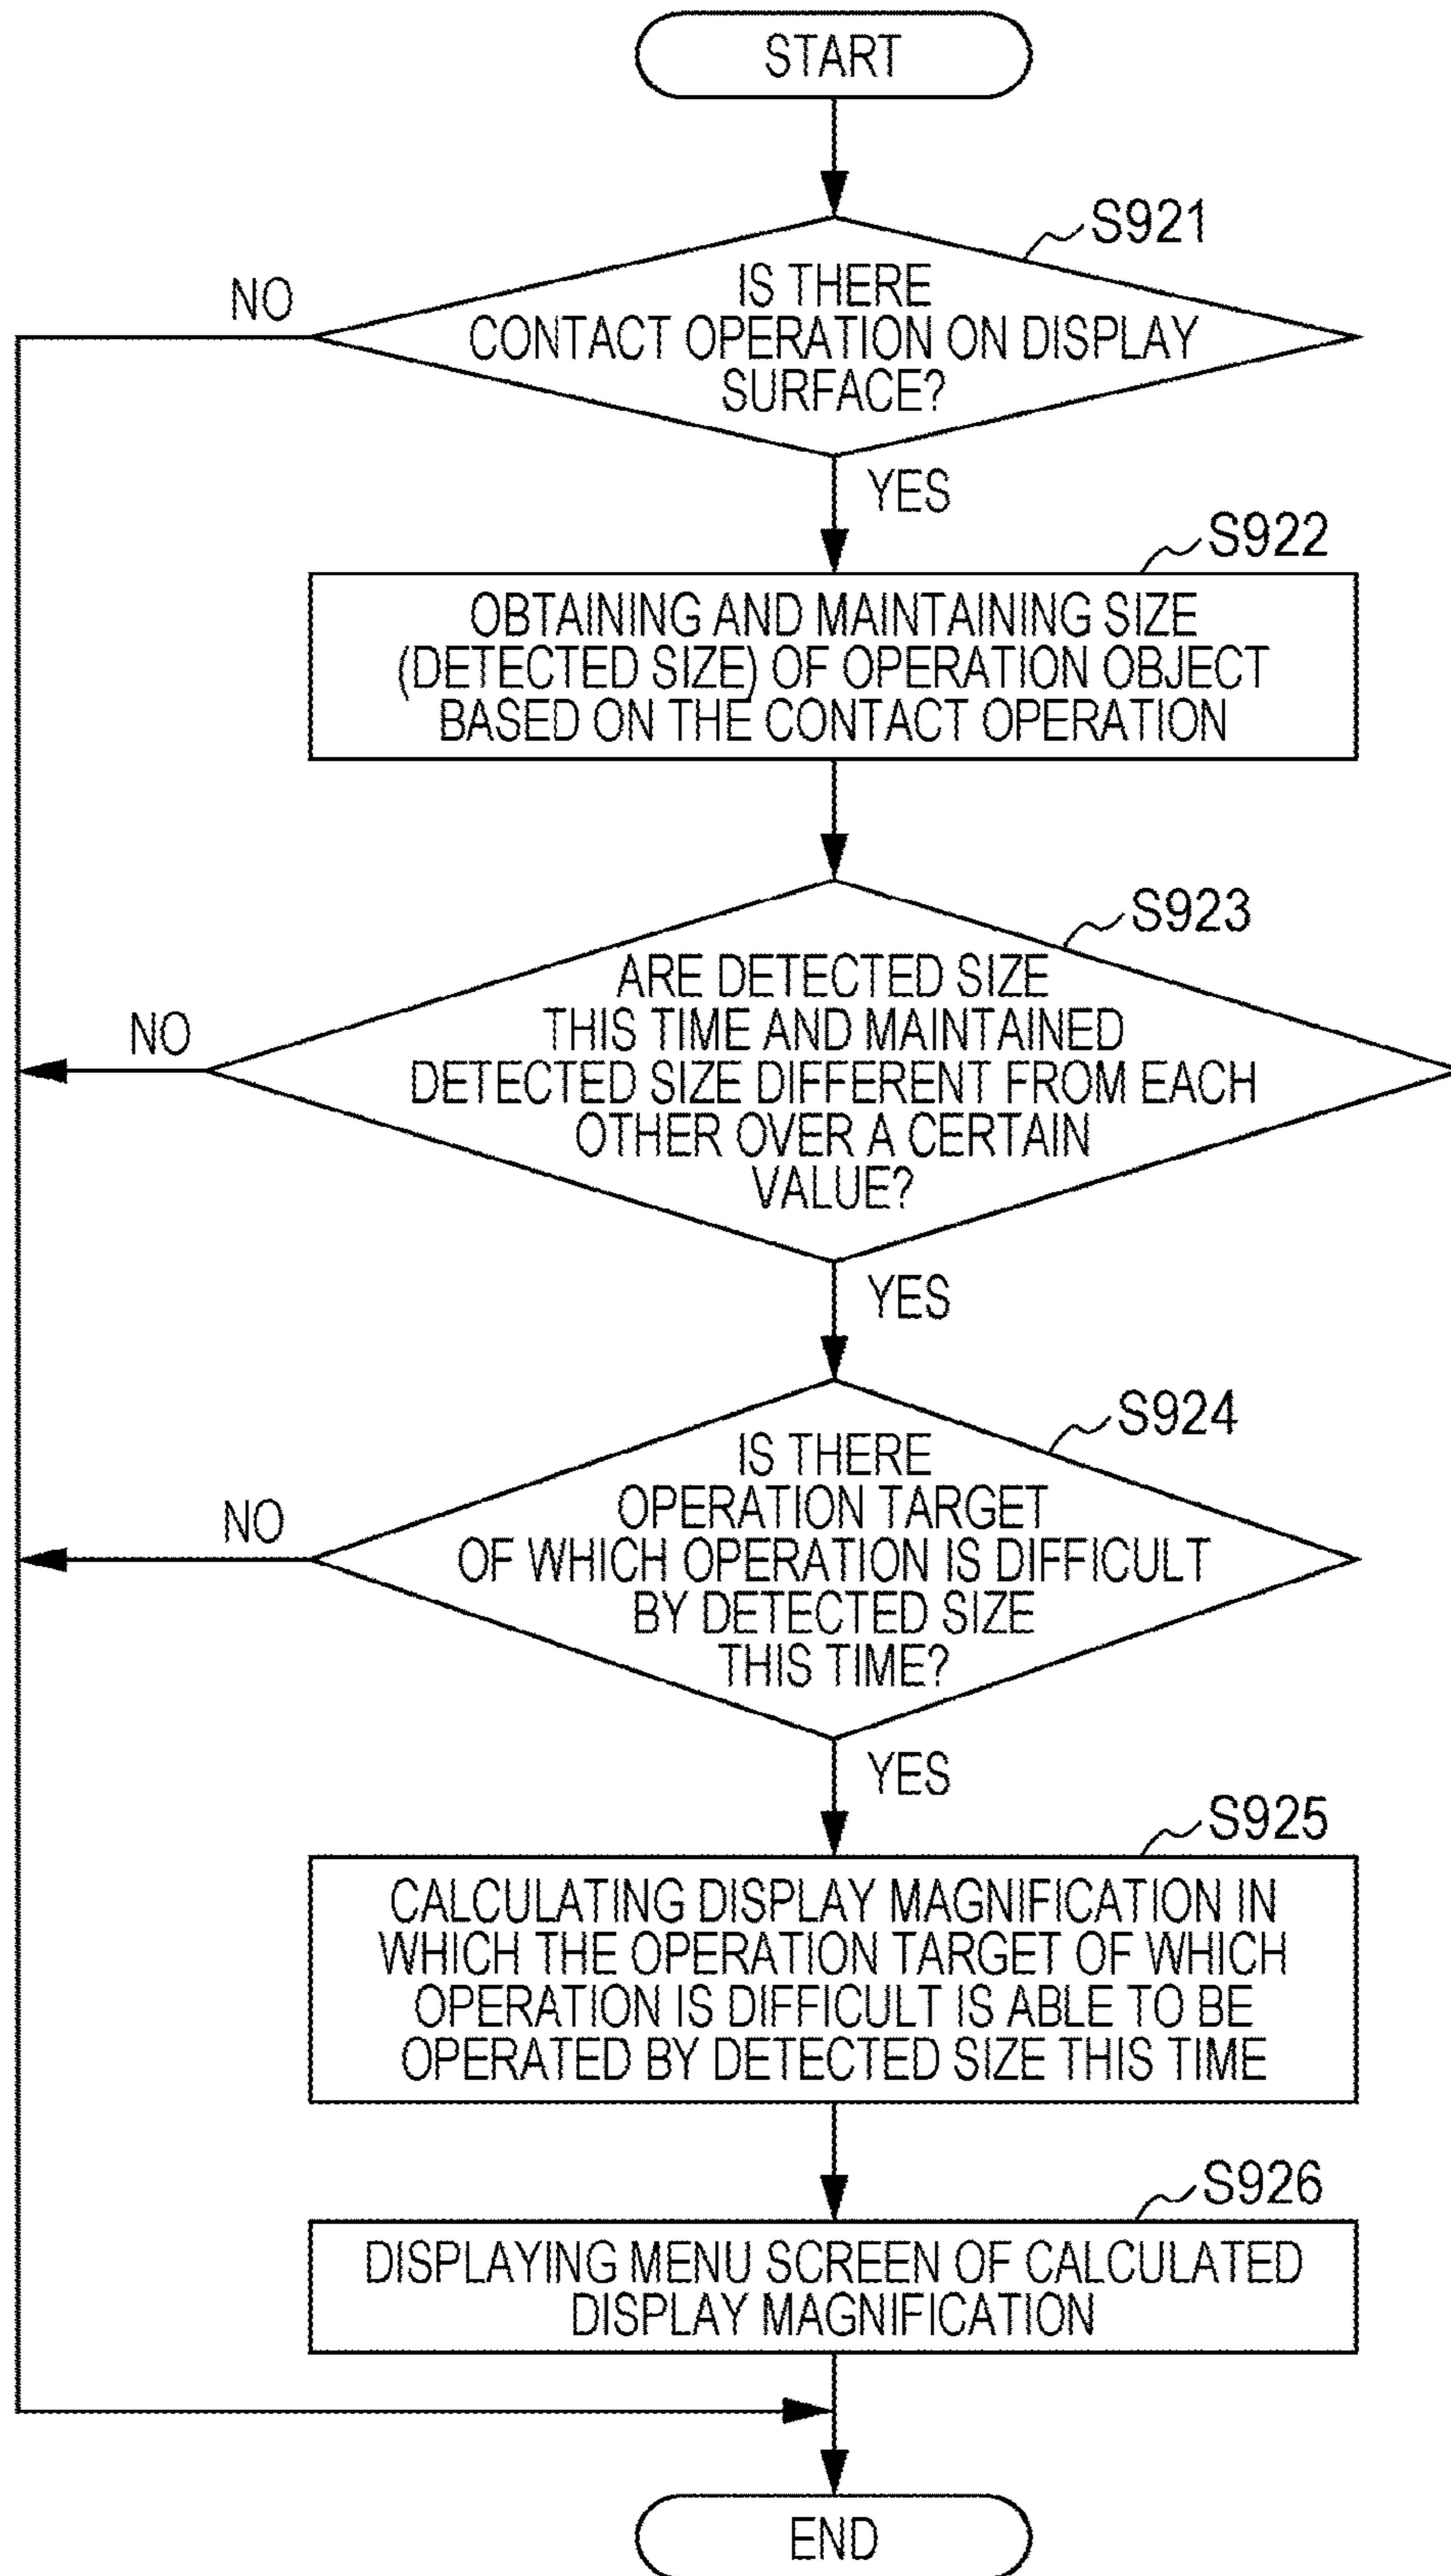 START
S921
IS THERE
CONTACT OPERATION ON DISPLAY
SURFACE?
NO
YES
S922
OBTAINING AND MAINTAINING SIZE
(DETECTED SIZE) OF OPERATION OBJECT
BASED ON THE CONTACT OPERATION
S923
ARE DETECTED SIZE
THIS TIME AND MAINTAINED
DETECTED SIZE DIFFERENT FROM EACH
OTHER OVER A CERTAIN
VALUE?
NO
YES
S924
IS THERE
OPERATION TARGET
OF WHICH OPERATION IS DIFFICULT
BY DETECTED SIZE
THIS TIME?
NO
YES
S925
CALCULATING DISPLAY MAGNIFICATION IN
WHICH THE OPERATION TARGET OF WHICH
OPERATION IS DIFFICULT IS ABLE TO BE
OPERATED BY DETECTED SIZE THIS TIME
S926
DISPLAYING MENU SCREEN OF CALCULATED
DISPLAY MAGNIFICATION
END